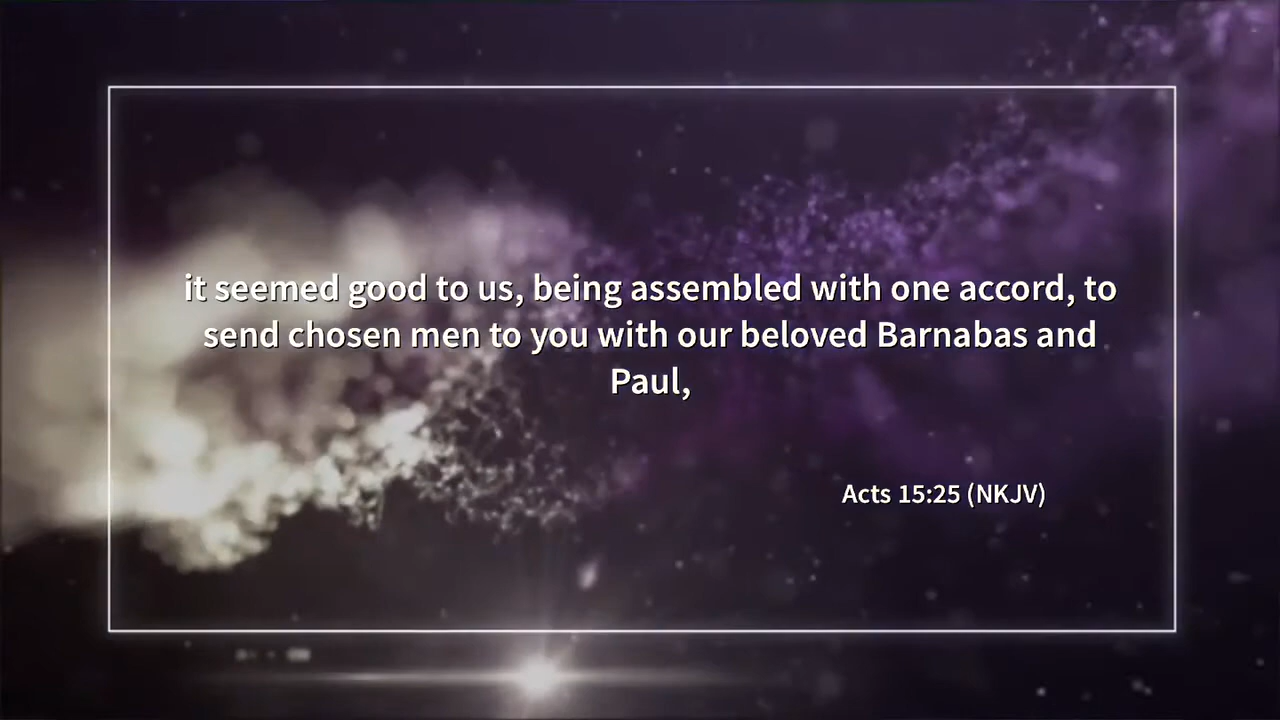 it seemed good to us, being assembled with one accord, to
send chosen men to you with our beloved Barnabas and
Paul,
Acts 15:25 (NKJV)